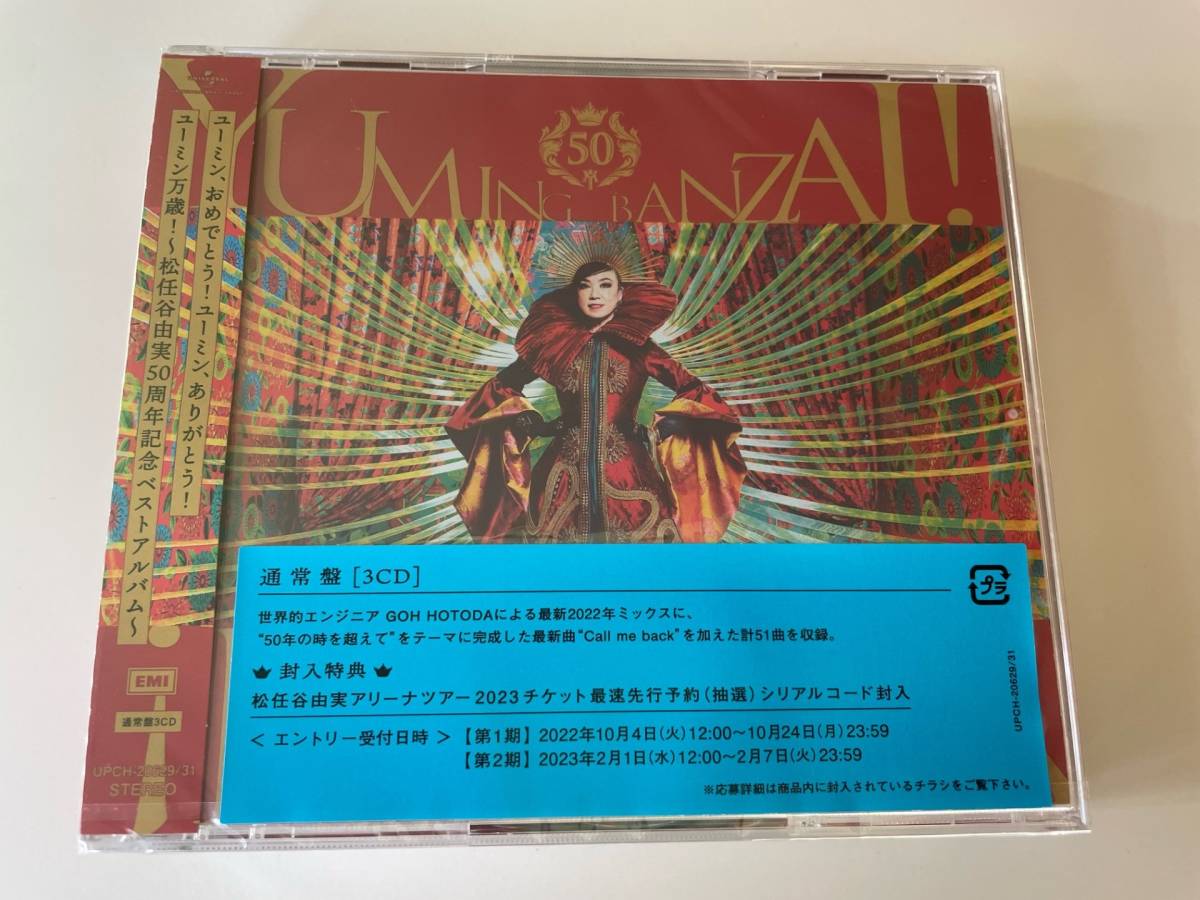 UNIVERSAL
YUMING BANZAI!
50
ユーミン、おめでとう!ユーミン、ありがとう!
ユーミン万歳!～松任谷由実50周年記念ベストアルバム～
EMI
通常盤3CD
UPCH-20629/31
STEREO
通常盤[3CD]
プラ
世界的エンジニア GOH HOTODAによる最新2022年ミックスに、
“50年の時を超えて”をテーマに完成した最新曲“Call me back”を加えた計51曲を収録。
封入特典
松任谷由実アリーナツアー2023チケット最速先行予約(抽選)シリアルコード封入
< エントリー受付日時 >【第1期】2022年10月4日(火)12:00～10月24日(月)23:59
【第2期】2023年2月1日(水)12:00～2月7日(火)23:59
※応募詳細は商品内に封入されているチラシをご覧下さい。
UPCH-20629/31